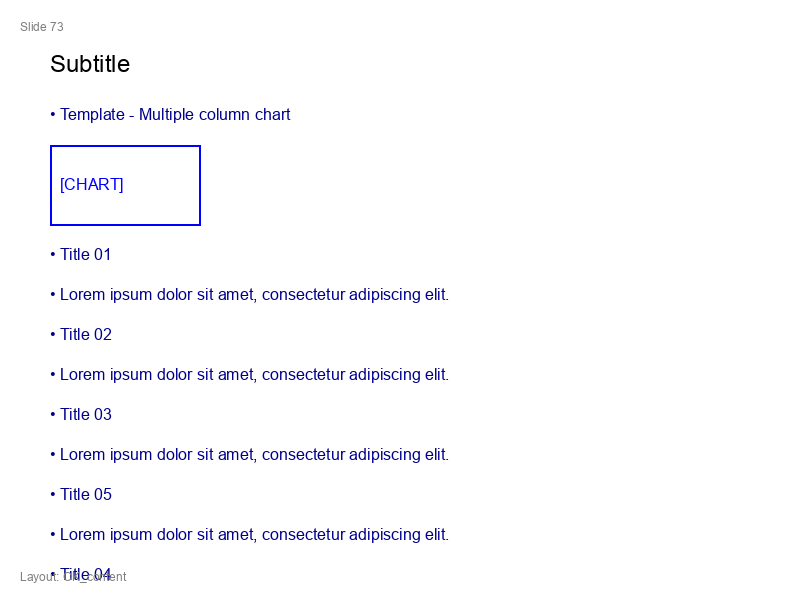 Slide 73
Subtitle
• Template - Multiple column chart
[CHART]
• Title 01
• Lorem ipsum dolor sit amet, consectetur adipiscing elit.
• Title 02
• Lorem ipsum dolor sit amet, consectetur adipiscing elit.
• Title 03
• Lorem ipsum dolor sit amet, consectetur adipiscing elit.
• Title 05
• Lorem ipsum dolor sit amet, consectetur adipiscing elit.
• Title 04
Layout: